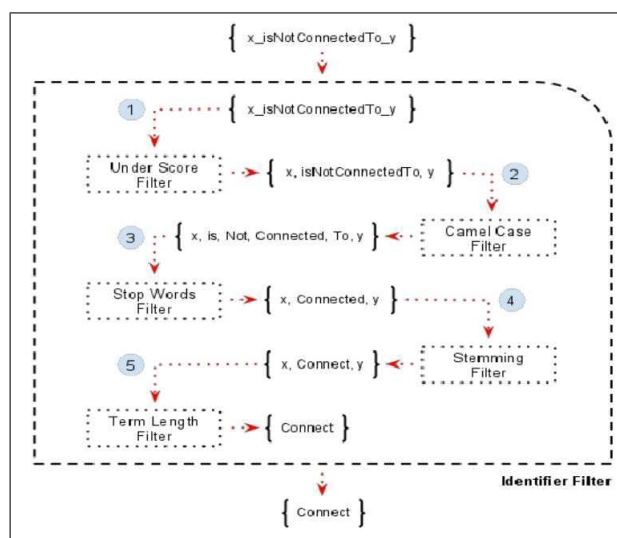 { x_isNotConnectedTo_y }
1
{ x_isNotConnectedTo_y }
Under Score
Filter
{ x, isNotConnectedTo, y }
2
3
{ x, is, Not, Connected, To, y }
Camel Case
Filter
Stop Words
Filter
{ x, Connected, y }
4
5
{ x, Connect, y }
Stemming
Filter
Term Length
Filter
{ Connect }
Identifier Filter
{ Connect }